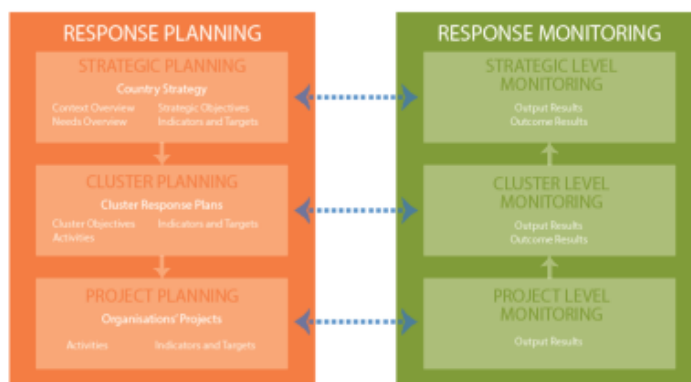 RESPONSE PLANNING
STRATEGIC PLANNING
Country Strategy
Context Overview Strategic Objectives
Needs Overview Indicators and Targets
CLUSTER PLANNING
Cluster Response Plans
Cluster Objectives Indicators and Targets
Activities
PROJECT PLANNING
Organisations' Projects
Activities Indicators and Targets
RESPONSE MONITORING
STRATEGIC LEVEL
MONITORING
Output Results
Outcome Results
CLUSTER LEVEL
MONITORING
Output Results
Outcome Results
PROJECT LEVEL
MONITORING
Output Results